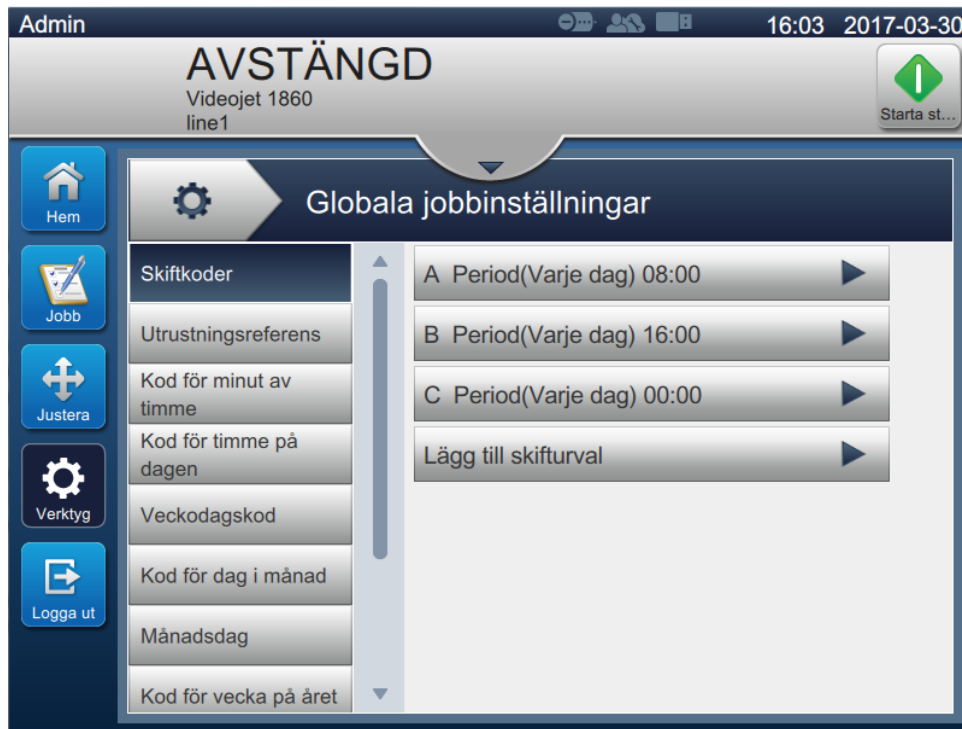 Admin
16:03 2017-03-30
AVSTÄNGD
Videojet 1860
line1
Starta st...
Hem
Jobb
Justera
Verktyg
Logga ut
Globala jobbinställningar
Skiftkoder
Utrustningsreferens
Kod för minut av
timme
Kod för timme på
dagen
Veckodagskod
Kod för dag i månad
Månadsdag
Kod för vecka på året
A Period(Varje dag) 08:00
B Period(Varje dag) 16:00
C Period(Varje dag) 00:00
Lägg till skifturval